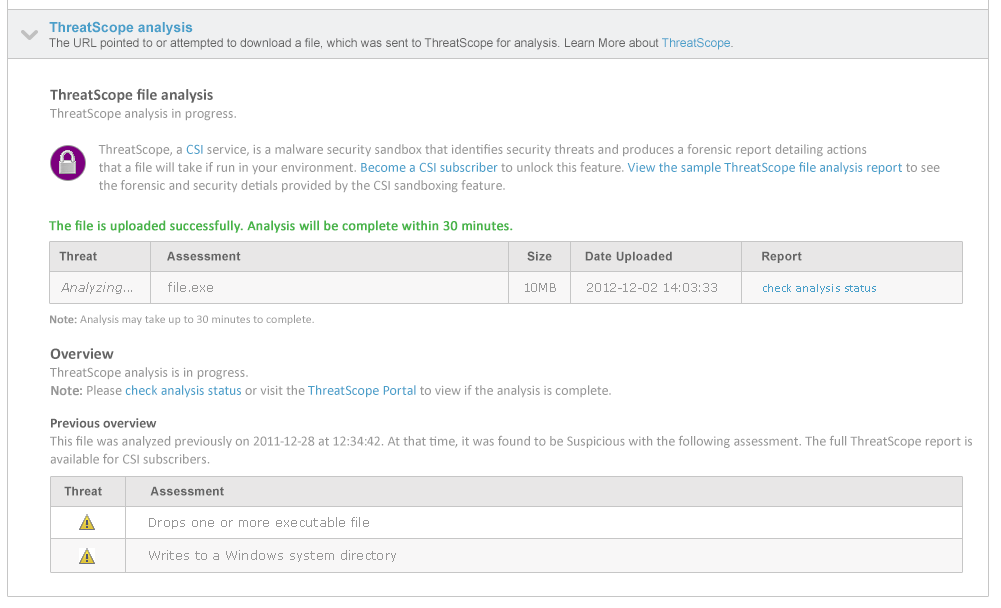 ThreatScope analysis
The URL pointed to or attempted to download a file, which was sent to ThreatScope for analysis. Learn More about ThreatScope.
ThreatScope file analysis
ThreatScope analysis in progress.
ThreatScope, a CSI service, is a malware security sandbox that identifies security threats and produces a forensic report detailing actions
that a file will take if run in your environment. Become a CSI subscriber to unlock this feature. View the sample ThreatScope file analysis report to see
the forensic and security detials provided by the CSI sandboxing feature.
The file is uploaded successfully. Analysis will be complete within 30 minutes.
Threat Assessment Size Date Uploaded Report
Analyzing... file.exe 10MB 2012-12-02 14:03:33 check analysis status
Note: Analysis may take up to 30 minutes to complete.
Overview
ThreatScope analysis is in progress.
Note: Please check analysis status or visit the ThreatScope Portal to view if the analysis is complete.
Previous overview
This file was analyzed previously on 2011-12-28 at 12:34:42. At that time, it was found to be Suspicious with the following assessment. The full ThreatScope report is
available for CSI subscribers.
Threat Assessment
Drops one or more executable file
Writes to a Windows system directory